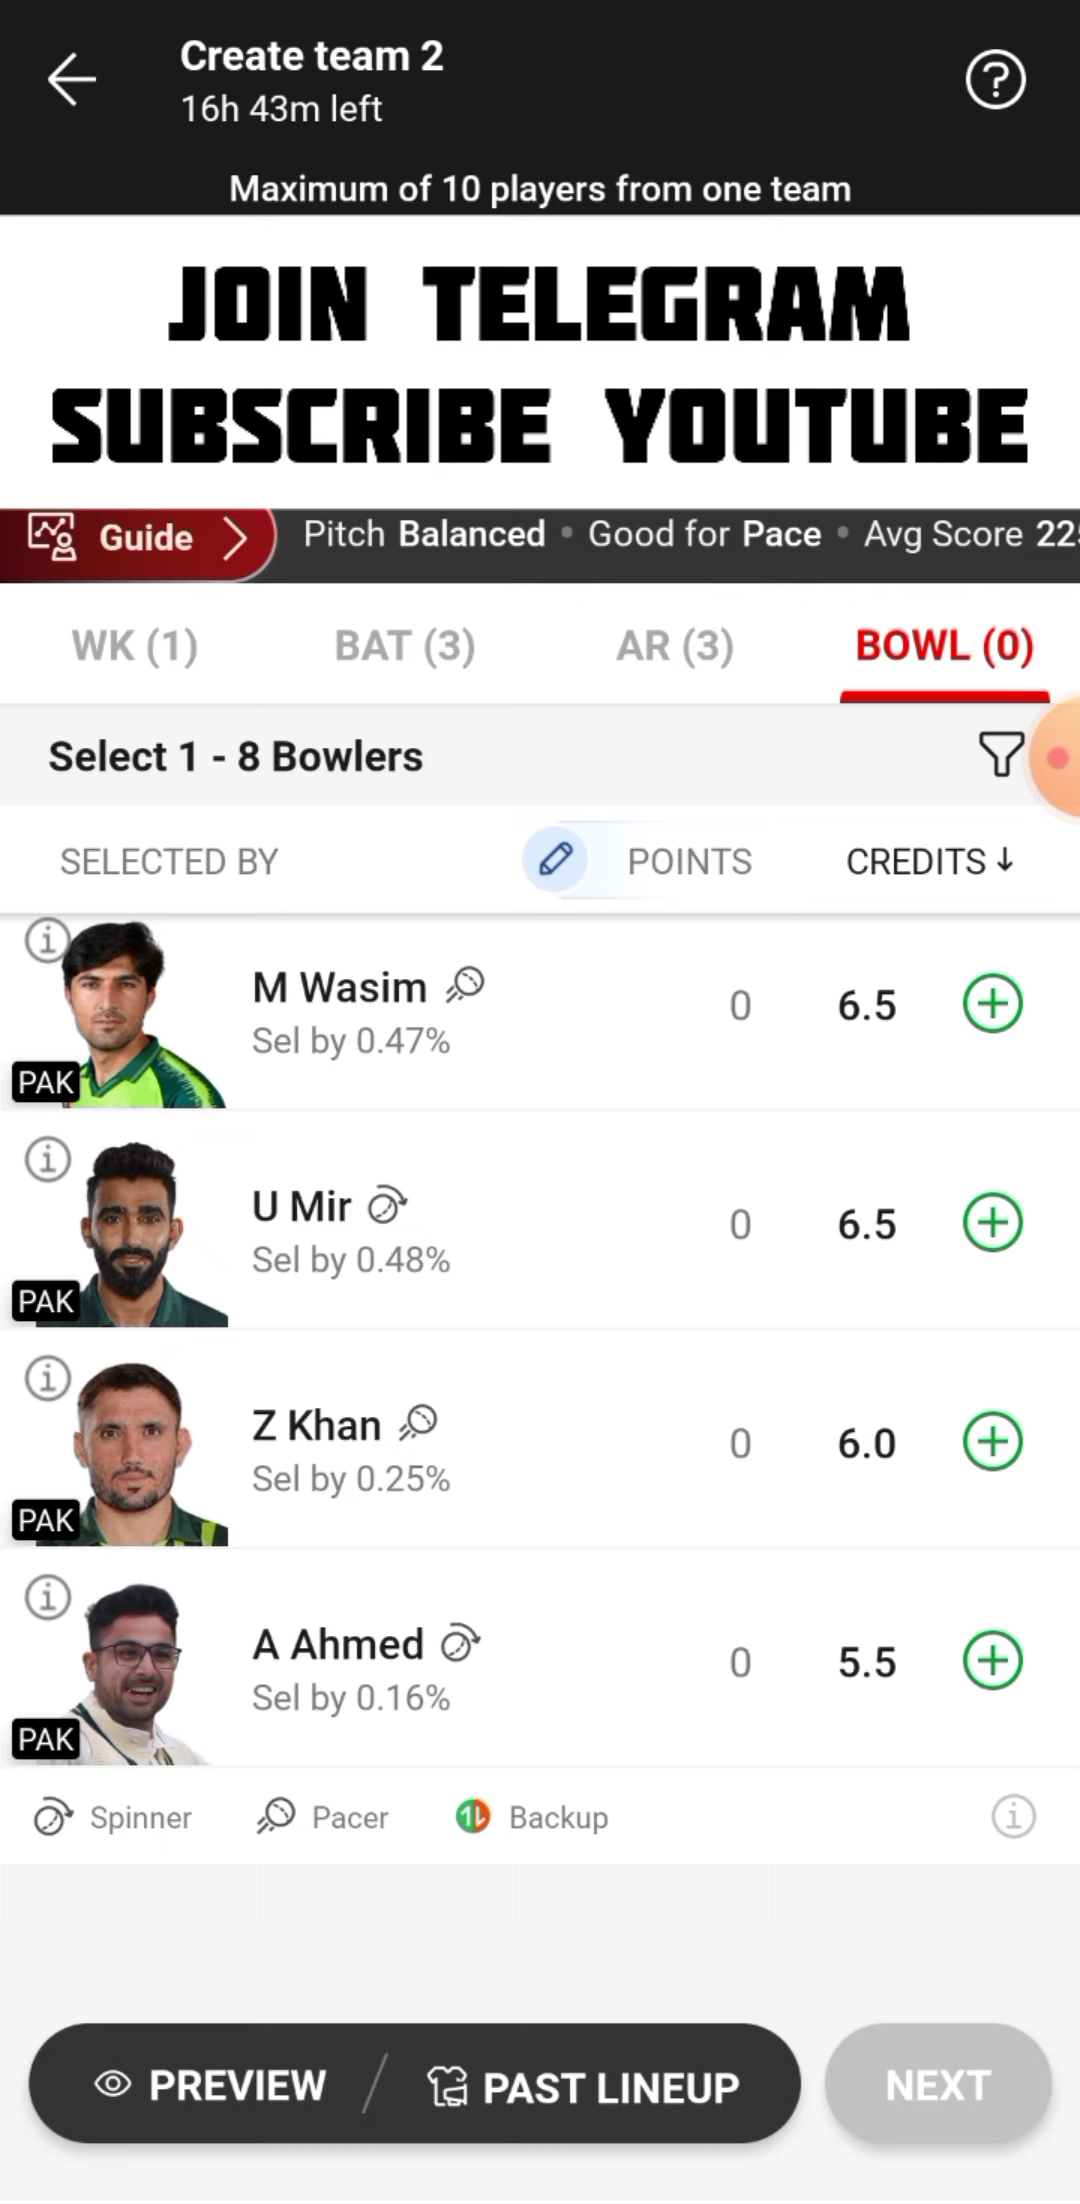 Create team 2
16h 43m left
Maximum of 10 players from one team
JOIN TELEGRAM
SUBSCRIBE YOUTUBE
Guide Pitch Balanced • Good for Pace • Avg Score
WK (1) BAT (3) AR (3) BOWL (0)
Select 1 - 8 Bowlers
SELECTED BY POINTS CREDITS ↓
M Wasim 0 6.5
Sel by 0.47%
PAK
U Mir 0 6.5
Sel by 0.48%
PAK
Z Khan 0 6.0
Sel by 0.25%
PAK
A Ahmed 0 5.5
Sel by 0.16%
PAK
Spinner Pacer Backup
PREVIEW / PAST LINEUP NEXT